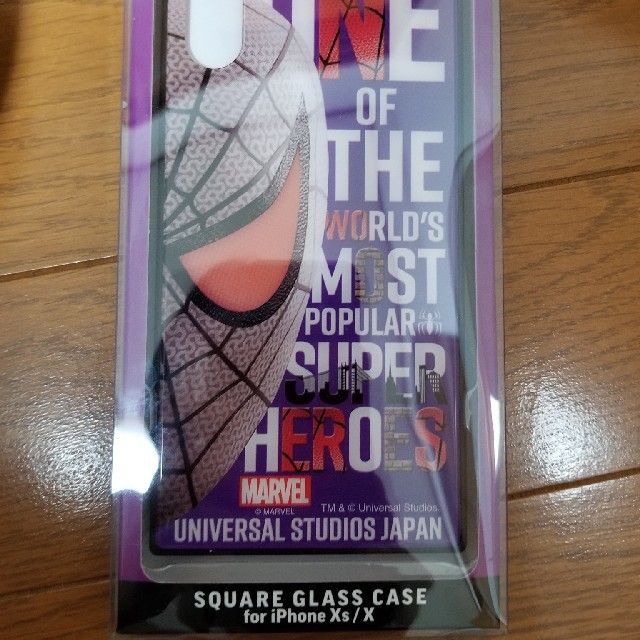 ONE
OF
THE
WORLD'S
MOST
POPULAR
SUPER
HEROES
MARVEL
© MARVEL
TM & © Universal Studios.
UNIVERSAL STUDIOS JAPAN
SQUARE GLASS CASE
for iPhone Xs/X